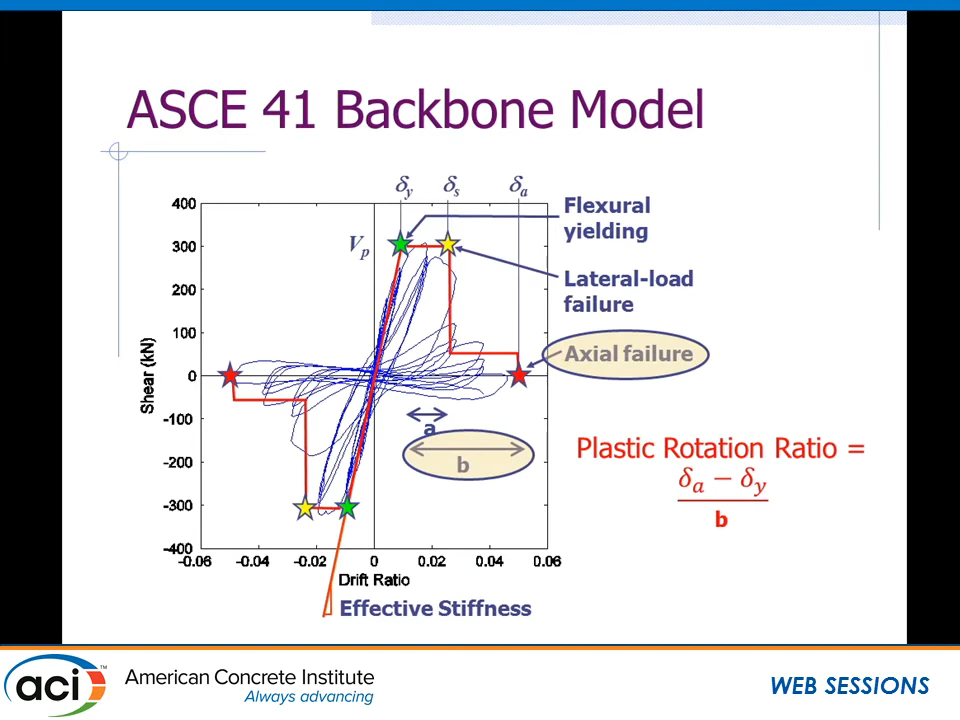 ASCE 41 Backbone Model
δy δs δa
Flexural
yielding
Vp
Lateral-load
failure
Axial failure
400
300
200
100
0
-100
-200
-300
-400
Shear (kN)
-0.06 -0.04 -0.02 0 0.02 0.04 0.06
Drift Ratio
a
b
Effective Stiffness
Plastic Rotation Ratio =
δa − δy
b
aci™
American Concrete Institute
Always advancing
WEB SESSIONS